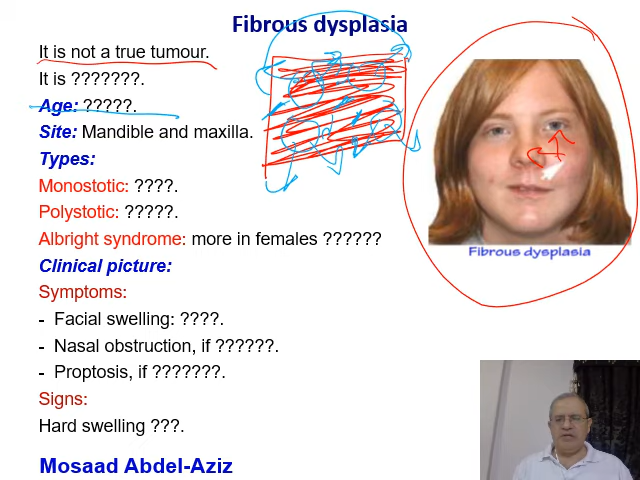 Fibrous dysplasia
It is not a true tumour.
It is ???????.
Age: ?????.
Site: Mandible and maxilla.
Types:
Monostotic: ????.
Polystotic: ?????.
Albright syndrome: more in females ??????
Fibrous dysplasia
Clinical picture:
Symptoms:
- Facial swelling: ????.
- Nasal obstruction, if ??????.
- Proptosis, if ???????.
Signs:
Hard swelling ???.
Mosaad Abdel-Aziz